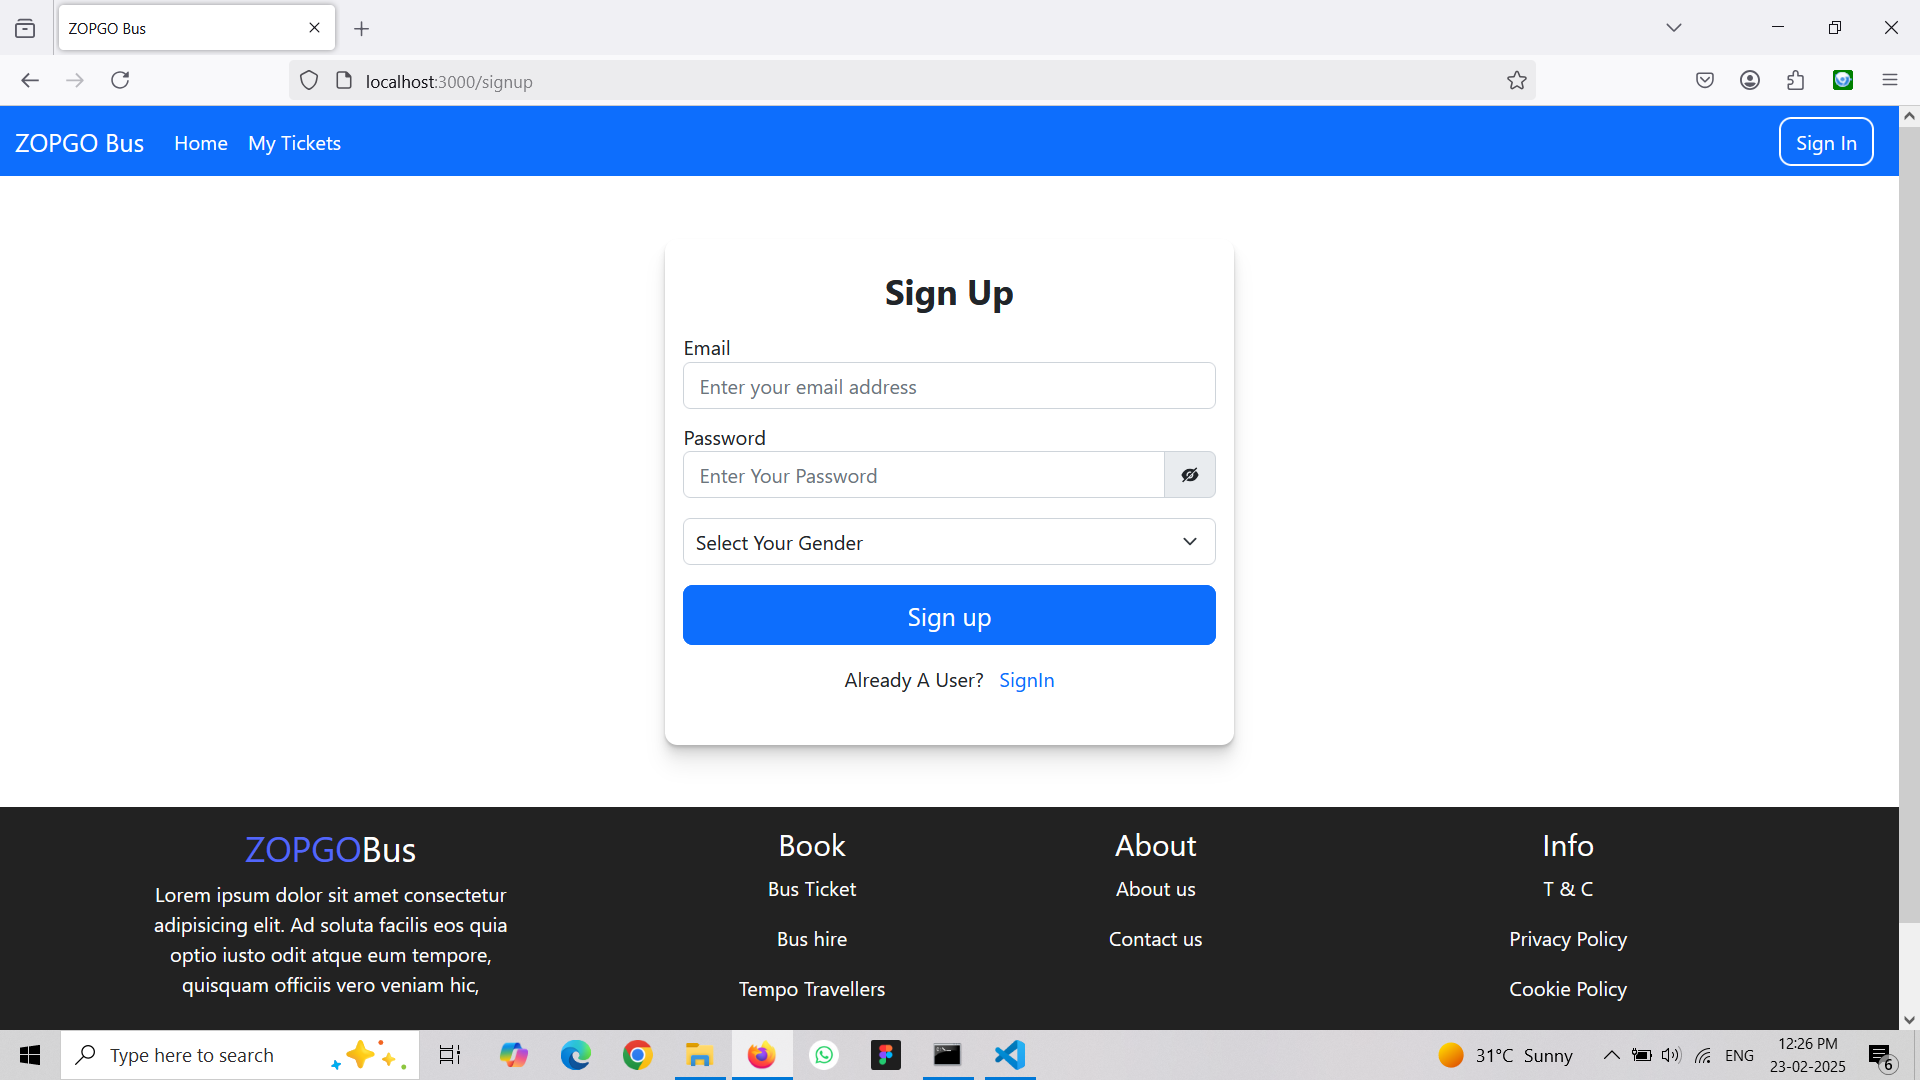 ZOPGO Bus
localhost:3000/signup
ZOPGO Bus Home My Tickets Sign In
Sign Up
Email
Enter your email address
Password
Enter Your Password
Select Your Gender
Sign up
Already A User? SignIn
ZOPGOBus
Lorem ipsum dolor sit amet consectetur
adipisicing elit. Ad soluta facilis eos quia
optio iusto odit atque eum tempore,
quisquam officiis vero veniam hic,
Book
Bus Ticket
Bus hire
Tempo Travellers
About
About us
Contact us
Info
T & C
Privacy Policy
Cookie Policy
Type here to search
31°C Sunny
ENG
12:26 PM
23-02-2025
6